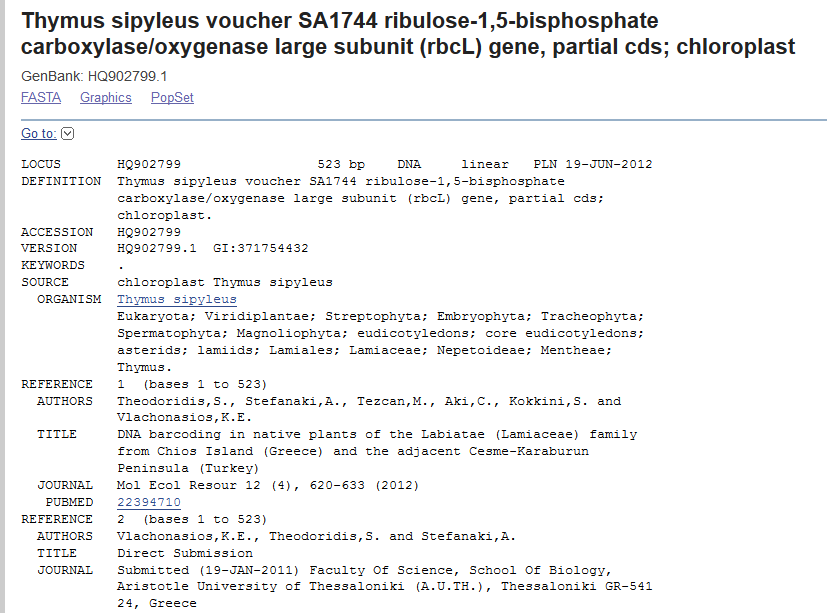 Thymus sipyleus voucher SA1744 ribulose-1,5-bisphosphate
carboxylase/oxygenase large subunit (rbcL) gene, partial cds; chloroplast
GenBank: HQ902799.1
FASTA Graphics PopSet
Go to:
LOCUS HQ902799 523 bp DNA linear PLN 19-JUN-2012
DEFINITION Thymus sipyleus voucher SA1744 ribulose-1,5-bisphosphate
carboxylase/oxygenase large subunit (rbcL) gene, partial cds;
chloroplast.
ACCESSION HQ902799
VERSION HQ902799.1 GI:371754432
KEYWORDS .
SOURCE chloroplast Thymus sipyleus
ORGANISM Thymus sipyleus
Eukaryota; Viridiplantae; Streptophyta; Embryophyta; Tracheophyta;
Spermatophyta; Magnoliophyta; eudicotyledons; core eudicotyledons;
asterids; lamiids; Lamiales; Lamiaceae; Nepetoideae; Mentheae;
Thymus.
REFERENCE 1 (bases 1 to 523)
AUTHORS Theodoridis,S., Stefanaki,A., Tezcan,M., Aki,C., Kokkini,S. and
Vlachonasios,K.E.
TITLE DNA barcoding in native plants of the Labiatae (Lamiaceae) family
from Chios Island (Greece) and the adjacent Cesme-Karaburun
Peninsula (Turkey)
JOURNAL Mol Ecol Resour 12 (4), 620-633 (2012)
PUBMED 22394710
REFERENCE 2 (bases 1 to 523)
AUTHORS Vlachonasios,K.E., Theodoridis,S. and Stefanaki,A.
TITLE Direct Submission
JOURNAL Submitted (19-JAN-2011) Faculty Of Science, School Of Biology,
Aristotle University of Thessaloniki (A.U.TH.), Thessaloniki GR-541
24, Greece